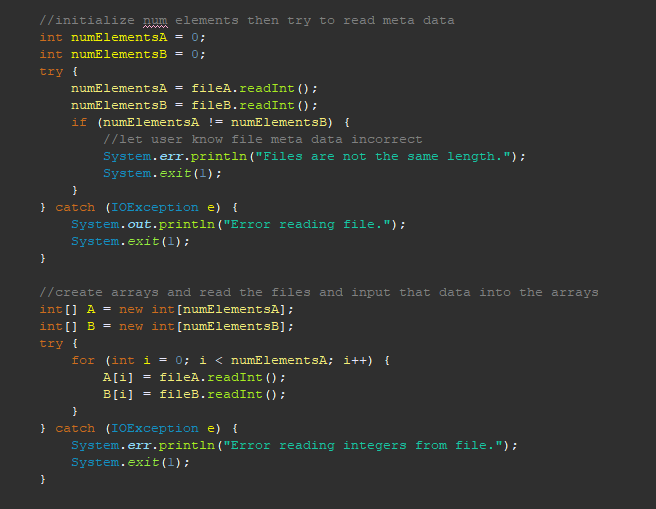 //initialize num elements then try to read meta data
int numElementsA = 0;
int numElementsB = 0;
try {
    numElementsA = fileA.readInt();
    numElementsB = fileB.readInt();
    if (numElementsA != numElementsB) {
        //let user know file meta data incorrect
        System.err.println("Files are not the same length.");
        System.exit(1);
    }
} catch (IOException e) {
    System.out.println("Error reading file.");
    System.exit(1);
}
//create arrays and read the files and input that data into the arrays
int[] A = new int[numElementsA];
int[] B = new int[numElementsB];
try {
    for (int i = 0; i < numElementsA; i++) {
        A[i] = fileA.readInt();
        B[i] = fileB.readInt();
    }
} catch (IOException e) {
    System.err.println("Error reading integers from file.");
    System.exit(1);
}